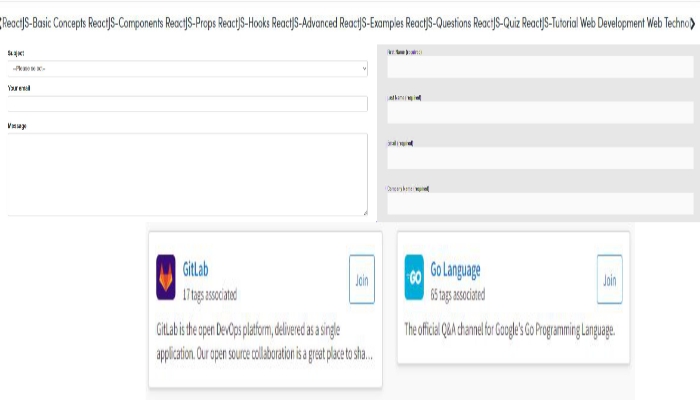 ❮ReactJS-Basic Concepts ReactJS-Components ReactJS-Props ReactJS-Hooks ReactJS-Advanced ReactJS-Examples ReactJS-Questions ReactJS-Quiz ReactJS-Tutorial Web Development Web Techno❯
Subject
--Please select--
Your email
Message
First Name (required)
Last Name (required)
Email (required)
Company Name (required)
GitLab
17 tags associated
Join
GitLab is the open DevOps platform, delivered as a single
application. Our open source collaboration is a great place to sha...
GO
Go Language
65 tags associated
Join
The official Q&A channel for Google's Go Programming Language.